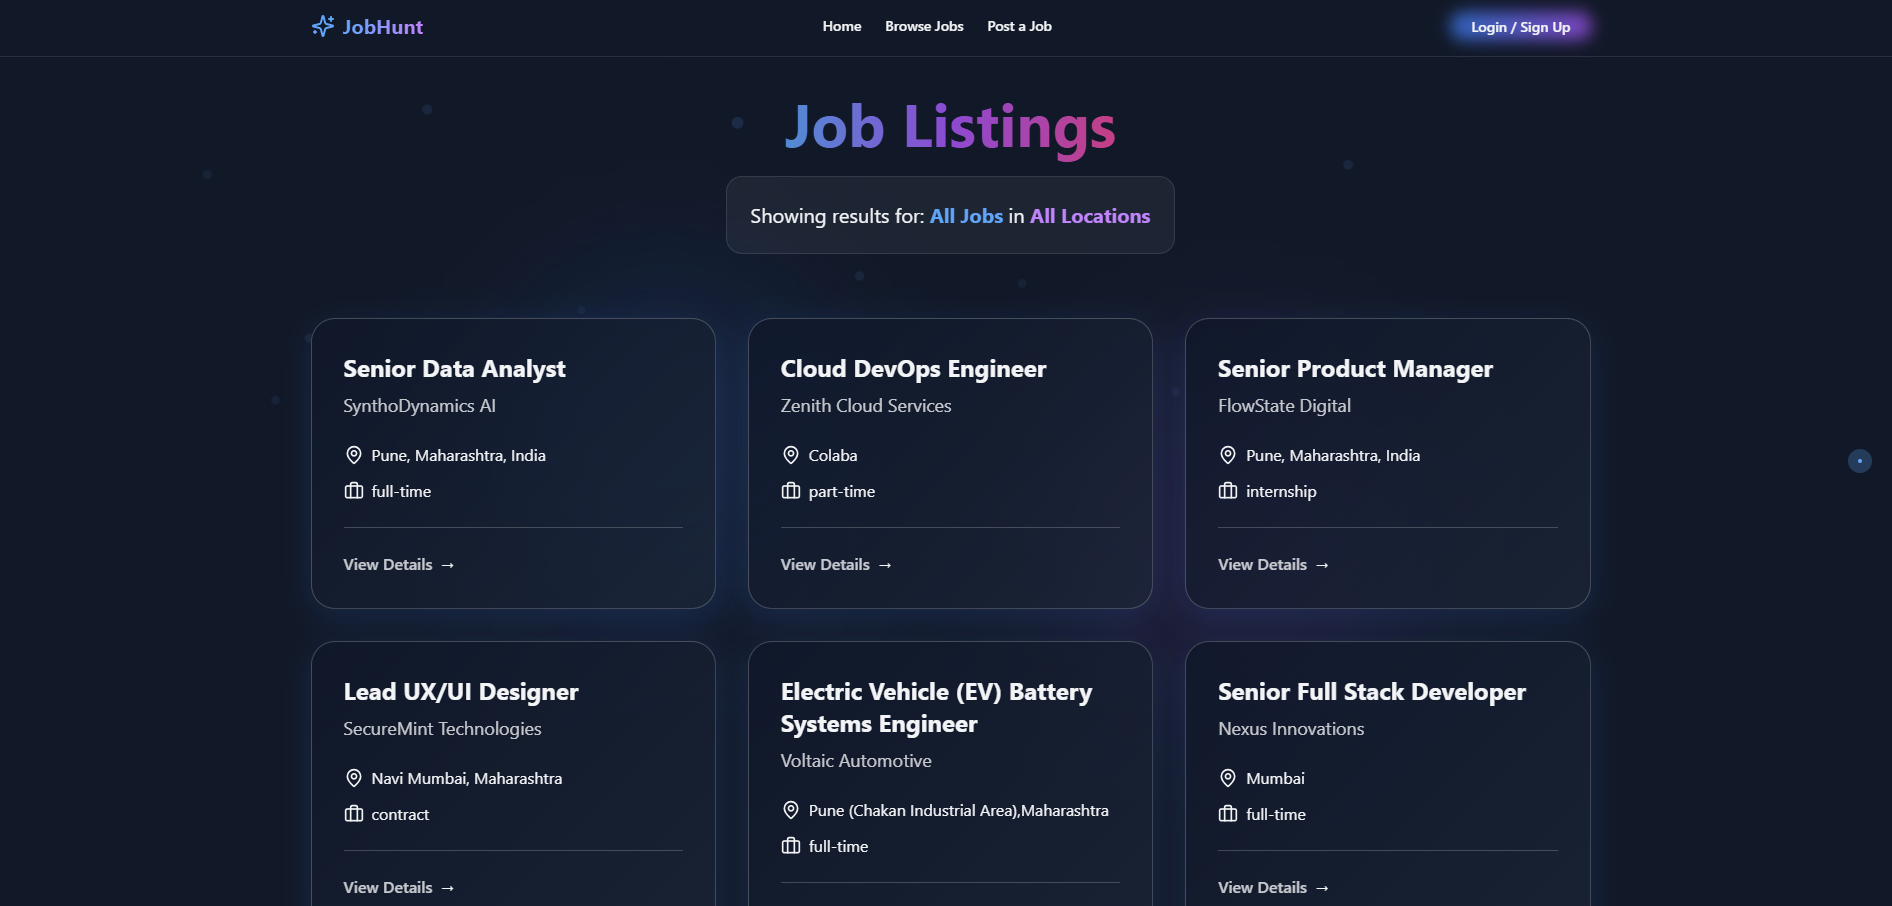 JobHunt
Home Browse Jobs Post a Job
Login / Sign Up
Job Listings
Showing results for: All Jobs in All Locations
Senior Data Analyst
SynthoDynamics AI
Pune, Maharashtra, India
full-time
View Details →
Cloud DevOps Engineer
Zenith Cloud Services
Colaba
part-time
View Details →
Senior Product Manager
FlowState Digital
Pune, Maharashtra, India
internship
View Details →
Lead UX/UI Designer
SecureMint Technologies
Navi Mumbai, Maharashtra
contract
View Details →
Electric Vehicle (EV) Battery
Systems Engineer
Voltaic Automotive
Pune (Chakan Industrial Area),Maharashtra
full-time
Senior Full Stack Developer
Nexus Innovations
Mumbai
full-time
View Details →